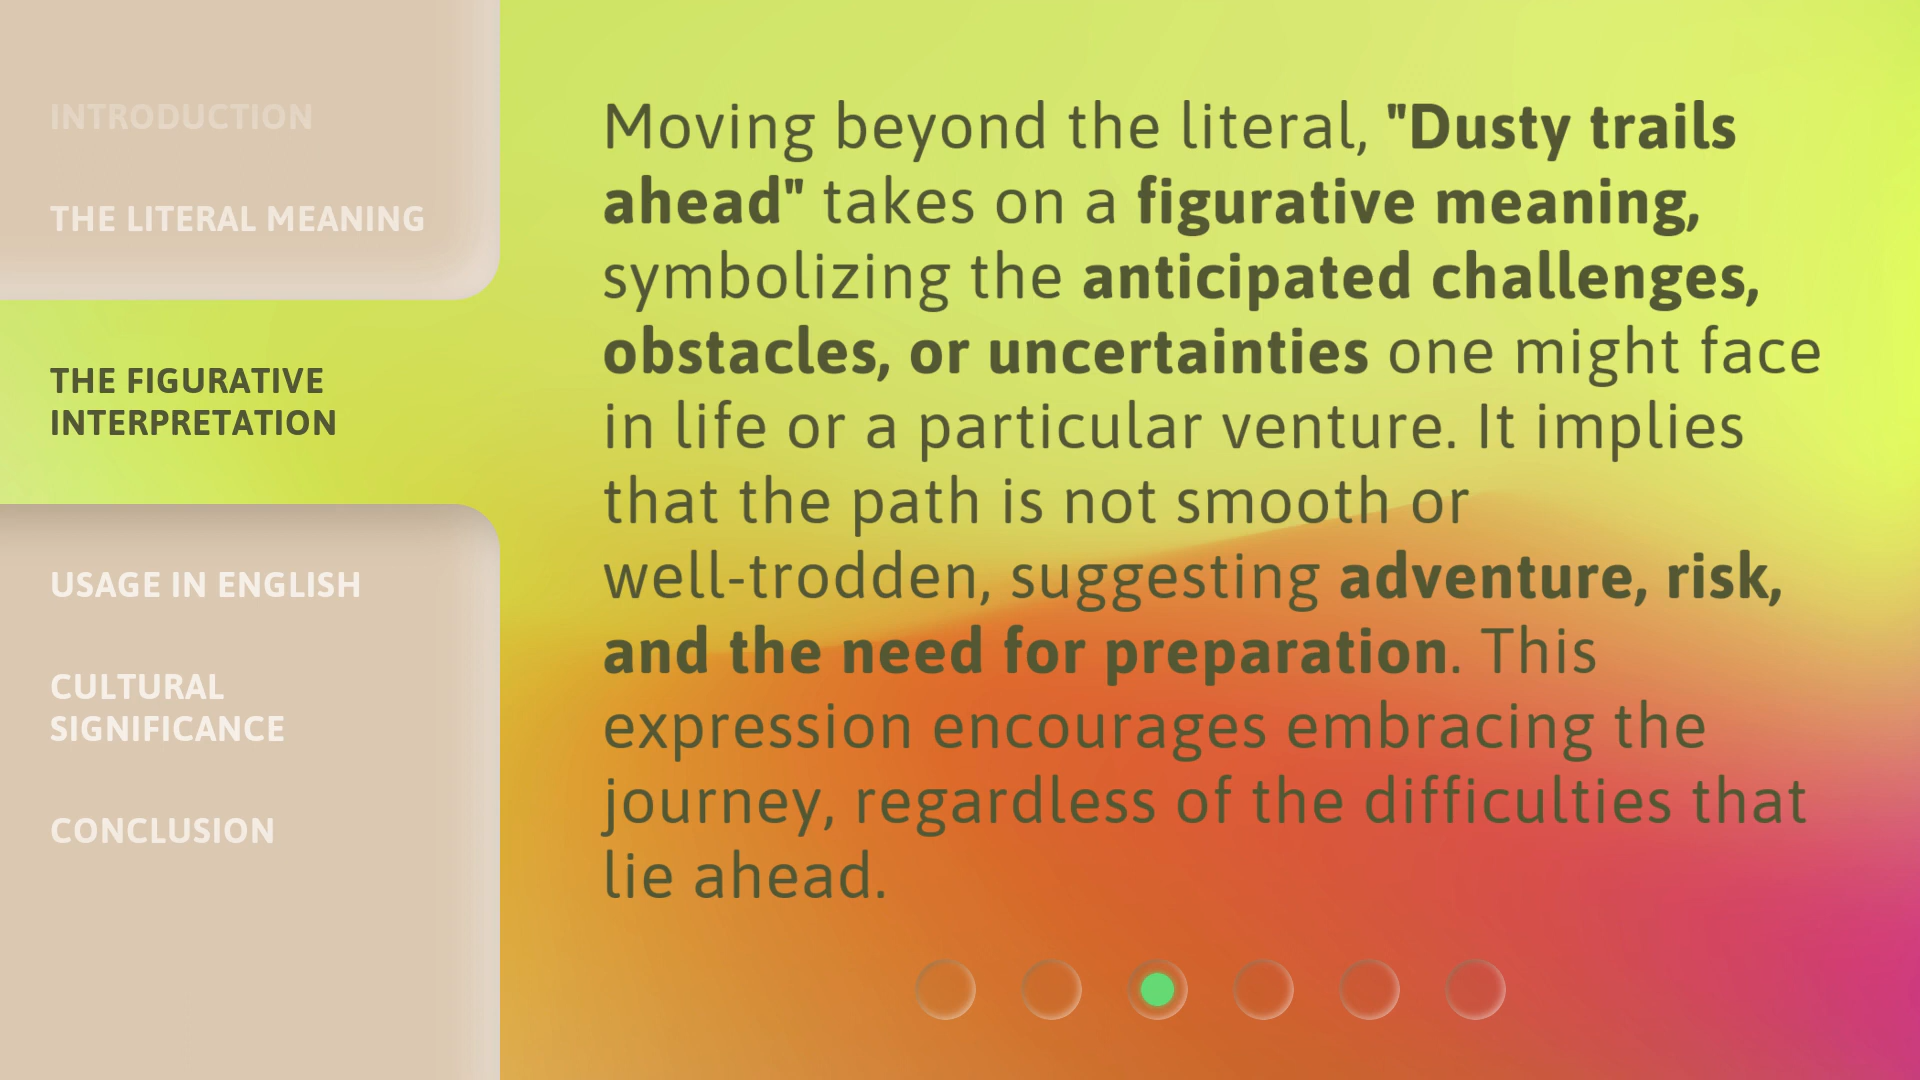 INTRODUCTION
THE LITERAL MEANING
THE FIGURATIVE
INTERPRETATION
USAGE IN ENGLISH
CULTURAL
SIGNIFICANCE
CONCLUSION
Moving beyond the literal, "Dusty trails
ahead" takes on a figurative meaning,
symbolizing the anticipated challenges,
obstacles, or uncertainties one might face
in life or a particular venture. It implies
that the path is not smooth or
well-trodden, suggesting adventure, risk,
and the need for preparation. This
expression encourages embracing the
journey, regardless of the difficulties that
lie ahead.